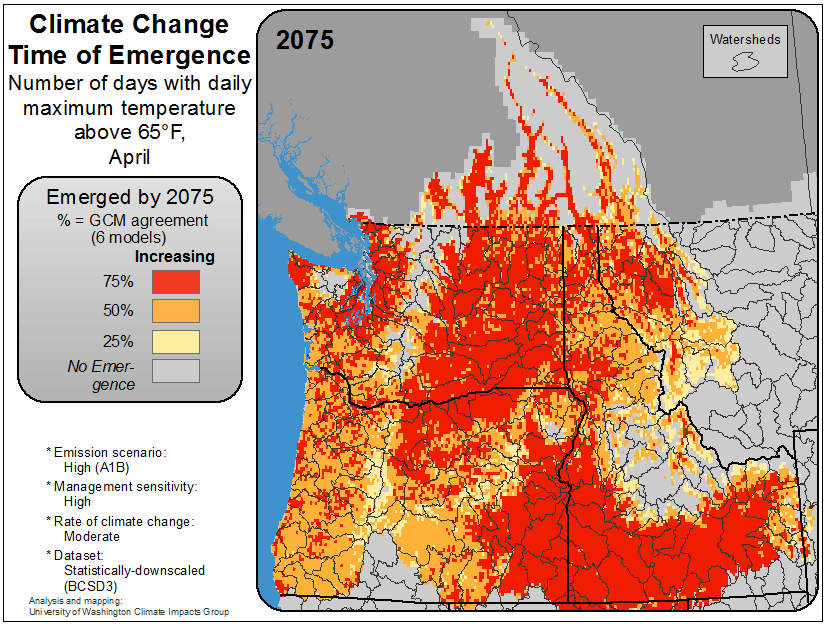 Climate Change
Time of Emergence
Number of days with daily
maximum temperature
above 65°F,
April
Emerged by 2075
% = GCM agreement
(6 models)
Increasing
75%
50%
25%
No Emer-
gence
* Emission scenario:
High (A1B)
* Management sensitivity:
High
* Rate of climate change:
Moderate
* Dataset:
Statistically-downscaled
(BCSD3)
Analysis and mapping:
University of Washington Climate Impacts Group
2075
Watersheds